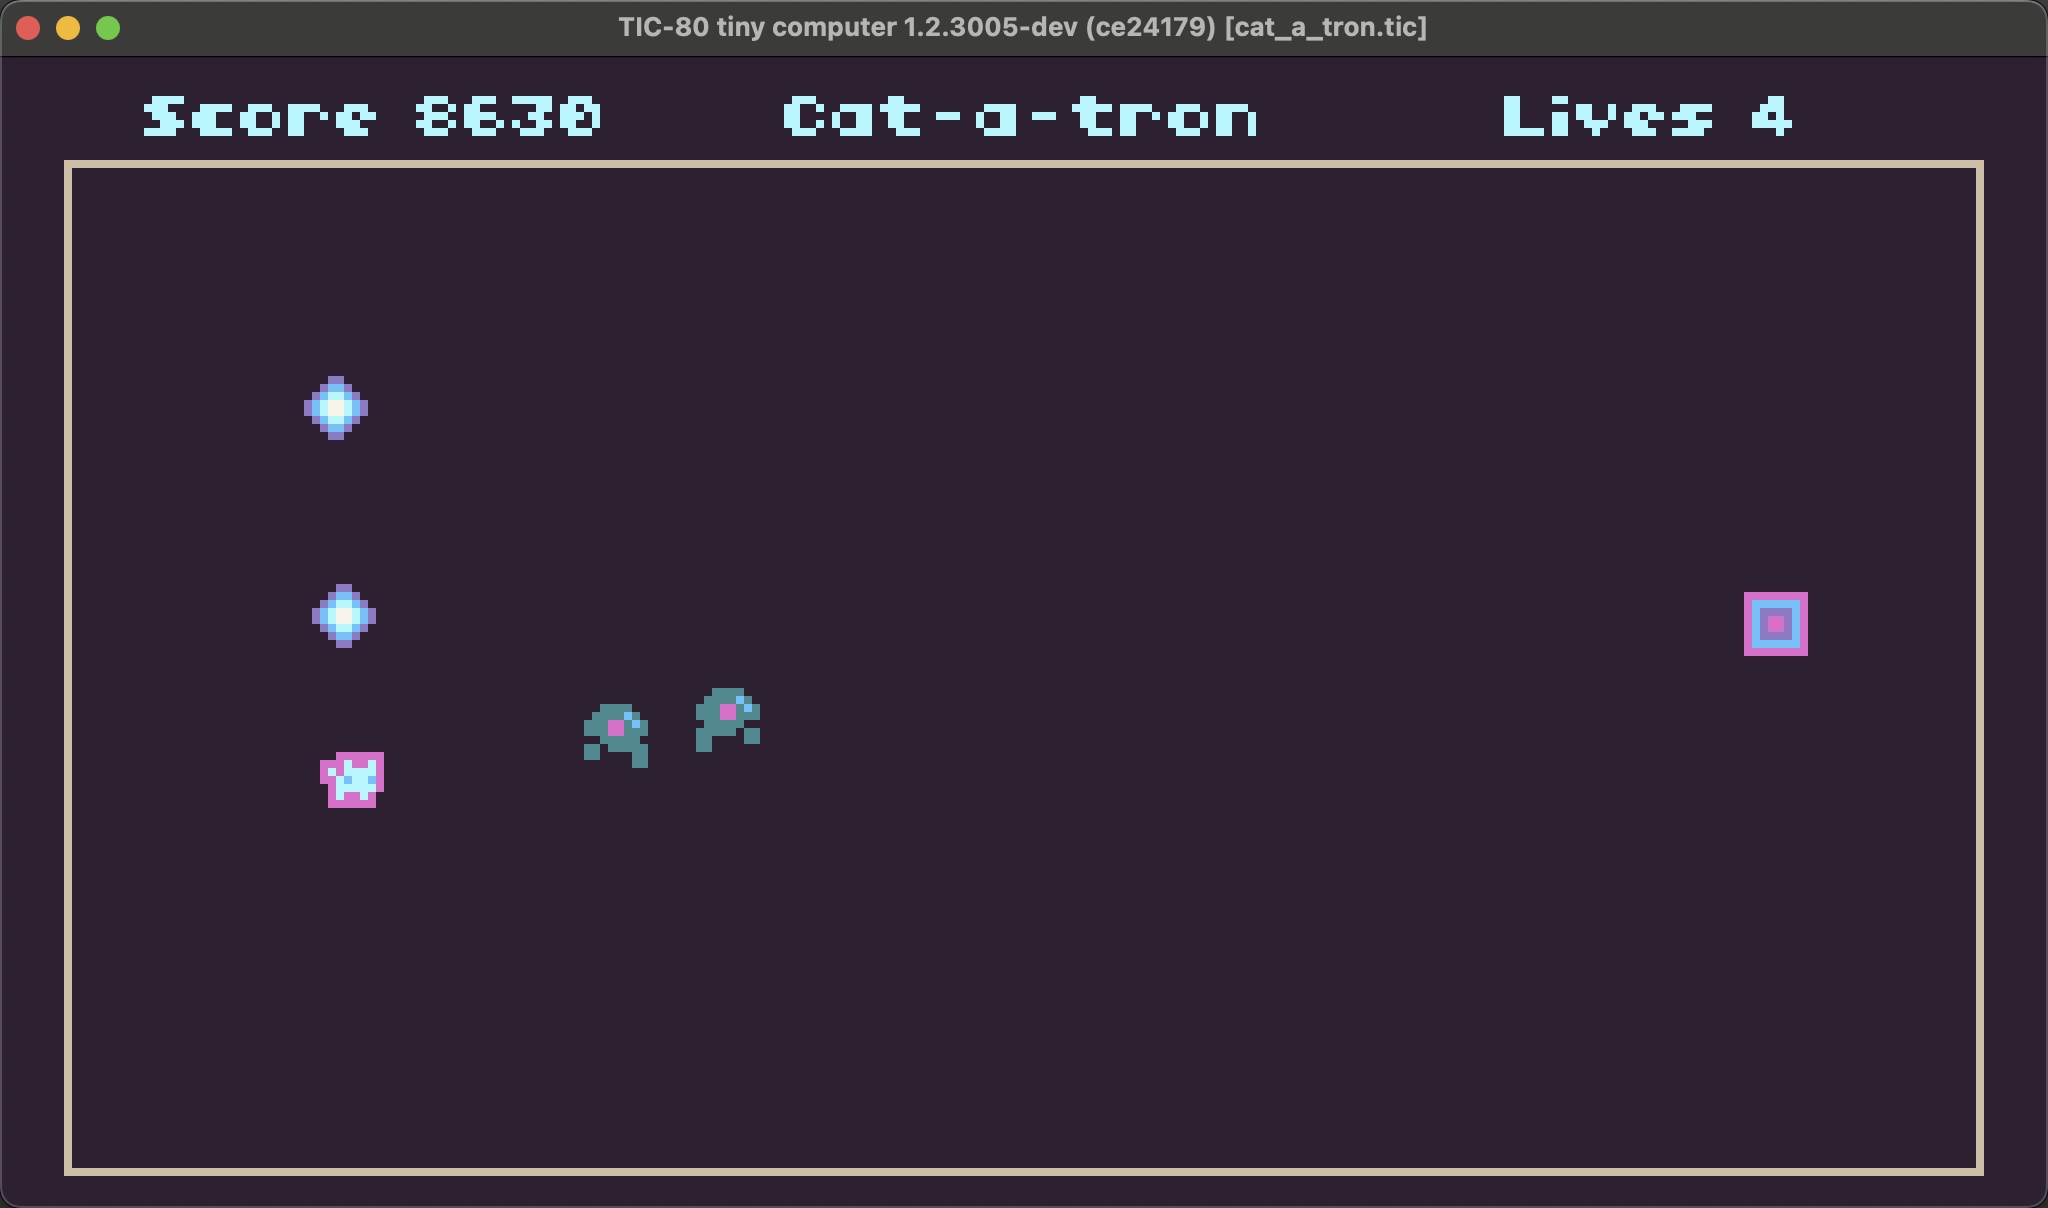 TIC-80 tiny computer 1.2.3005-dev (ce24179) [cat_a_tron.tic]
Score 8630 Cat-a-tron Lives 4